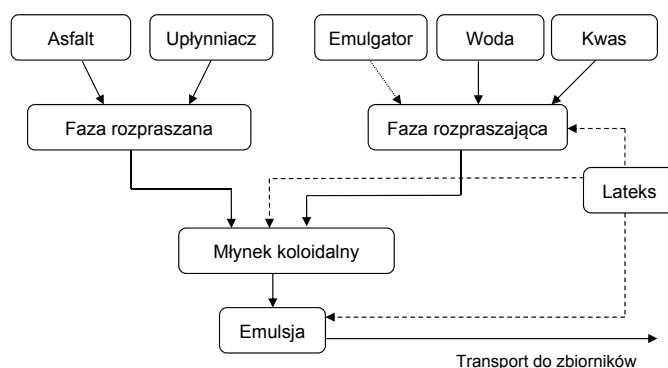 Asfalt
Upłynniacz
Emulgator
Woda
Kwas
Faza rozpraszana
Faza rozpraszająca
Lateks
Młynek koloidalny
Emulsja
Transport do zbiorników